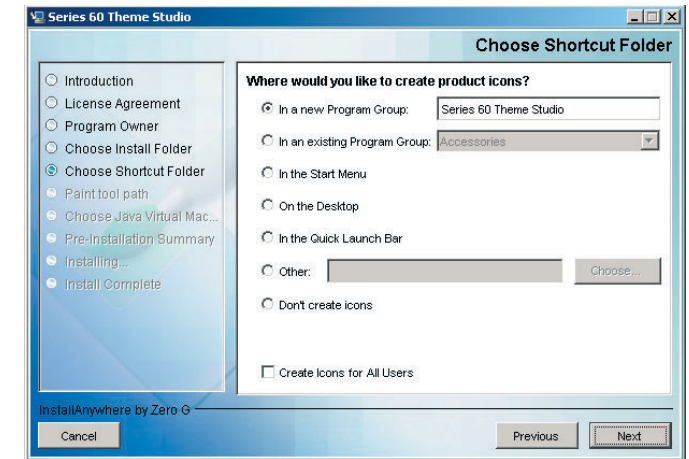 Series 60 Theme Studio
Choose Shortcut Folder
Introduction
License Agreement
Program Owner
Choose Install Folder
Choose Shortcut Folder
Paint tool path
Choose Java Virtual Mac...
Pre-Installation Summary
Installing...
Install Complete
Where would you like to create product icons?
In a new Program Group: Series 60 Theme Studio
In an existing Program Group: Accessories
In the Start Menu
On the Desktop
In the Quick Launch Bar
Other: Choose...
Don't create icons
Create Icons for All Users
InstallAnywhere by Zero G
Cancel Previous Next